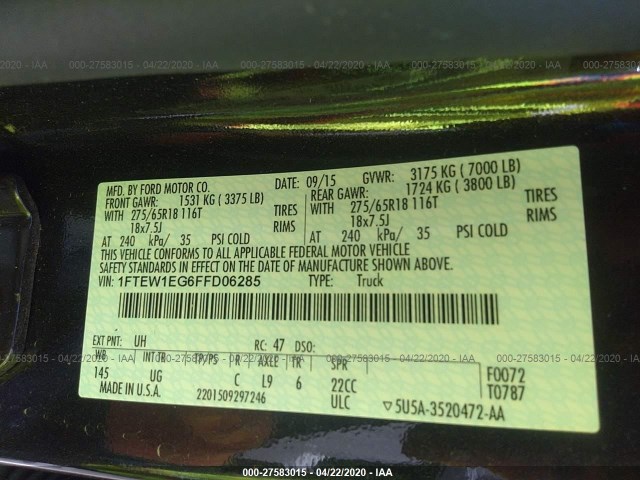 000-27583015 - 04/22/2020 - IAA
MFD. BY FORD MOTOR CO.
DATE: 09/15
GVWR: 3175 KG ( 7000 LB)
FRONT GAWR: 1531 KG ( 3375 LB)
REAR GAWR: 1724 KG ( 3800 LB)
WITH 275/65R18 116T TIRES
WITH 275/65R18 116T TIRES
18x7.5J RIMS
18x7.5J RIMS
AT 240 kPa/ 35 PSI COLD
AT 240 kPa/ 35 PSI COLD
THIS VEHICLE CONFORMS TO ALL APPLICABLE FEDERAL MOTOR VEHICLE
SAFETY STANDARDS IN EFFECT ON THE DATE OF MANUFACTURE SHOWN ABOVE.
VIN: 1FTEW1EG6FFD06285
TYPE: Truck
EXT PNT: UH RC: 47 DSO:
WB INT TR TP/PS R AXLE TR SPR
145 UG C L9 6 22CC
F0072
MADE IN U.S.A. 2201509297246 ULC
T0787
▽5U5A-3520472-AA
000-27583015 - 04/22/2020 - IAA